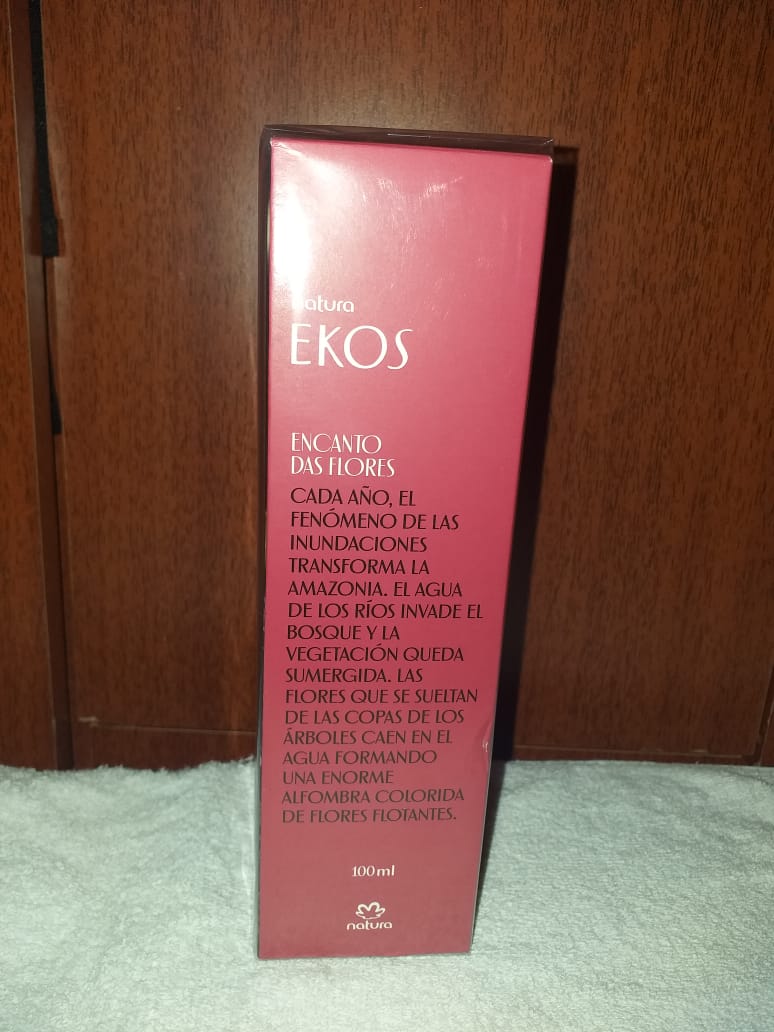 natura
EKOS
ENCANTO
DAS FLORES
CADA AÑO, EL
FENÓMENO DE LAS
INUNDACIONES
TRANSFORMA LA
AMAZONIA. EL AGUA
DE LOS RÍOS INVADE EL
BOSQUE Y LA
VEGETACIÓN QUEDA
SUMERGIDA. LAS
FLORES QUE SE SUELTAN
DE LAS COPAS DE LOS
ÁRBOLES CAEN EN EL
AGUA FORMANDO
UNA ENORME
ALFOMBRA COLORIDA
DE FLORES FLOTANTES.
100ml
natura